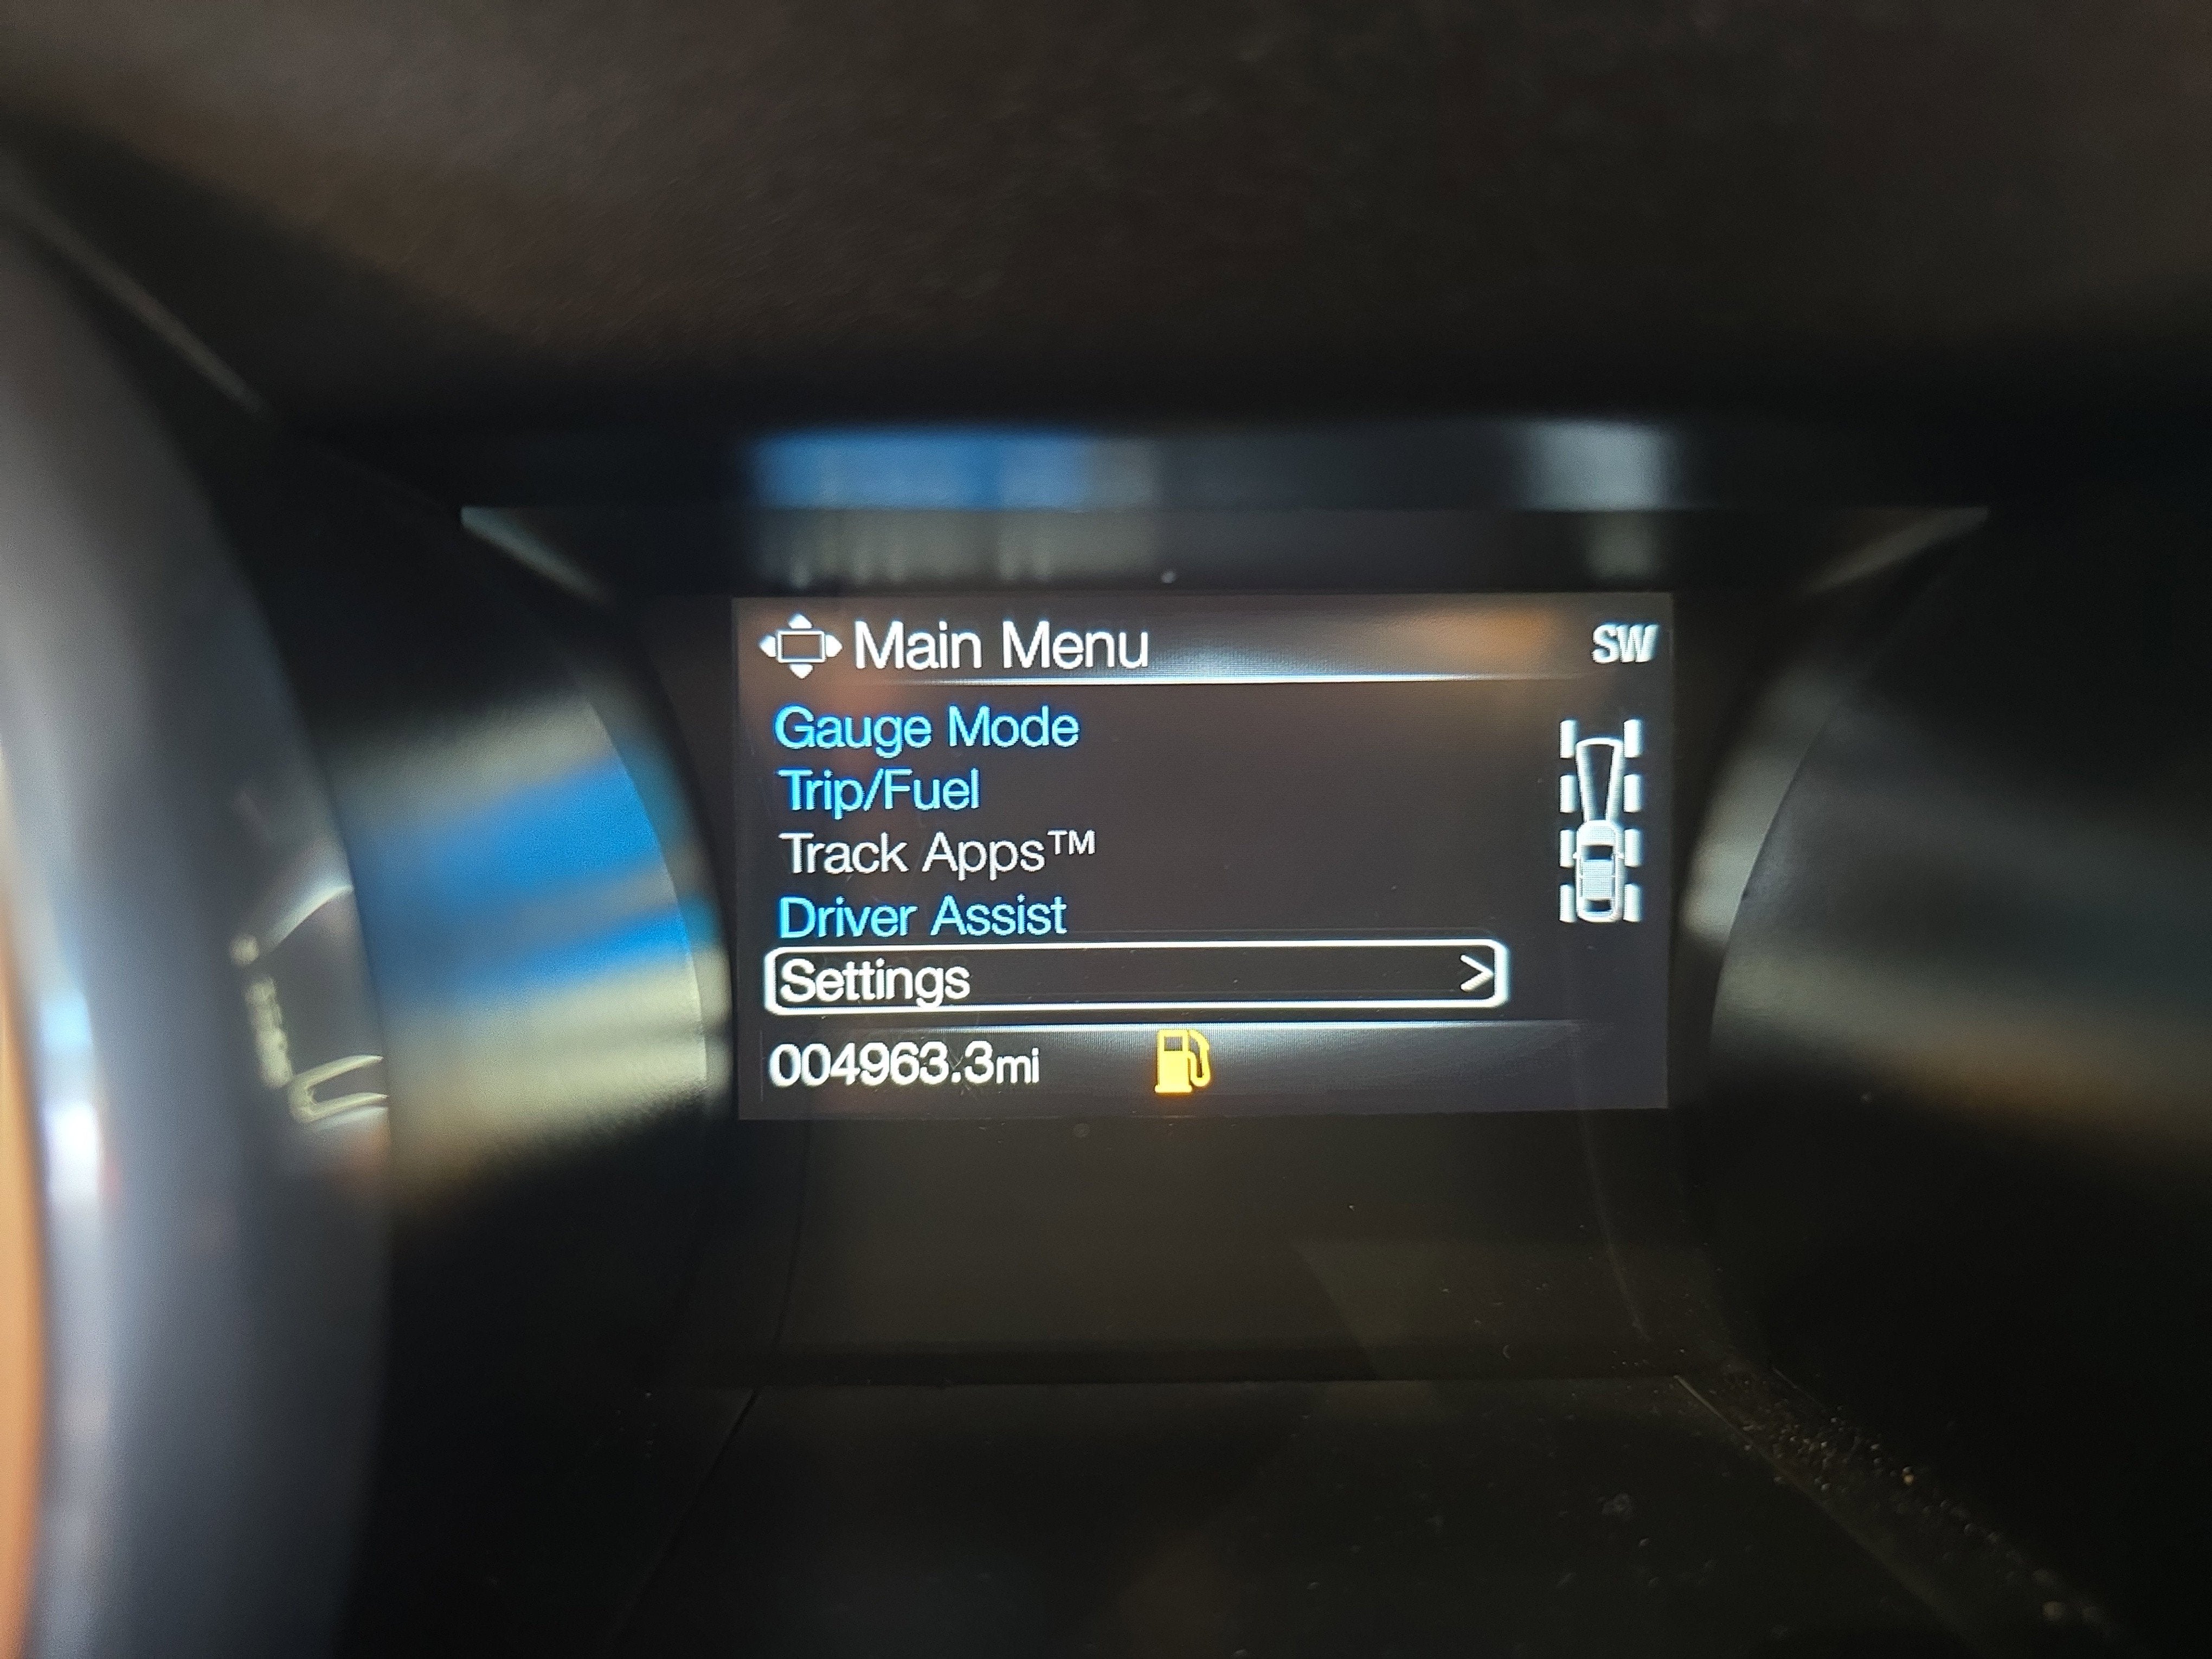 Main Menu SW
Gauge Mode
Trip/Fuel
Track Apps™
Driver Assist
Settings >
004963.3mi